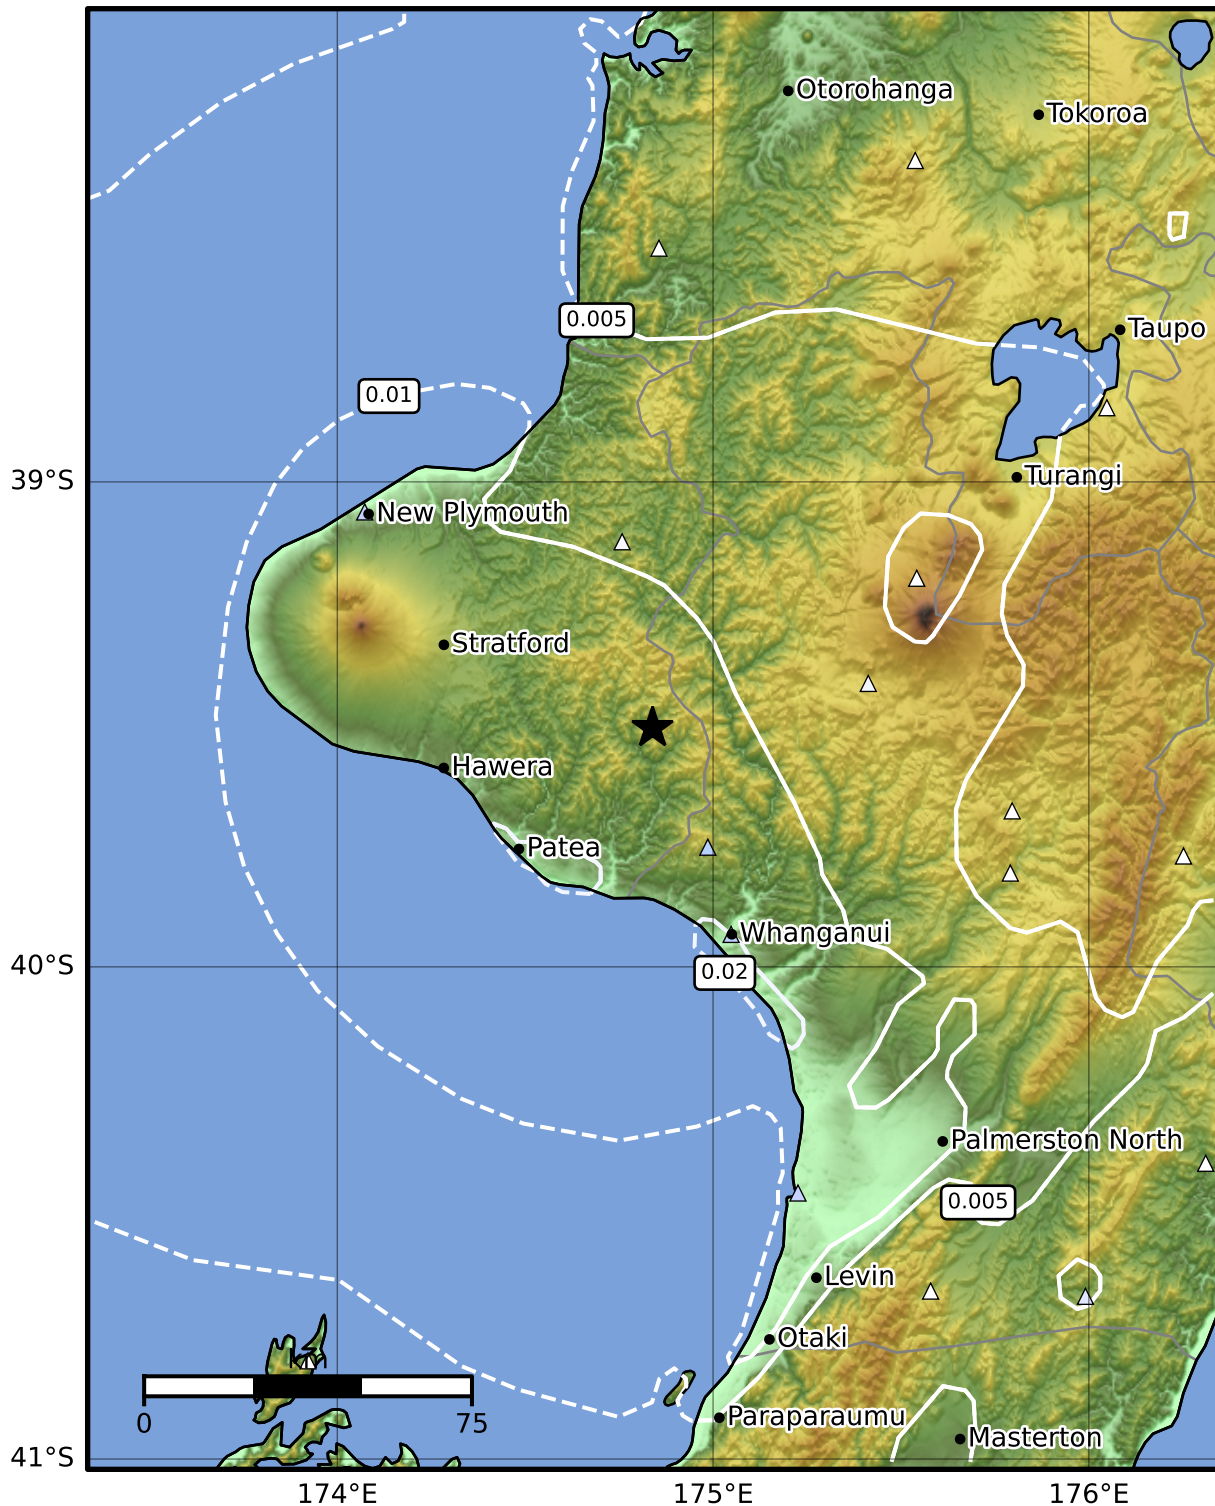 Otorohanga
Tokoroa
0.005
Taupo
0.01
39°S
Turangi
New Plymouth
Stratford
Hawera
Patea
Whanganui
40°S
0.02
Palmerston North
0.005
Levin
Otaki
0
75
Paraparaumu
Masterton
41°S
174°E
175°E
176°E